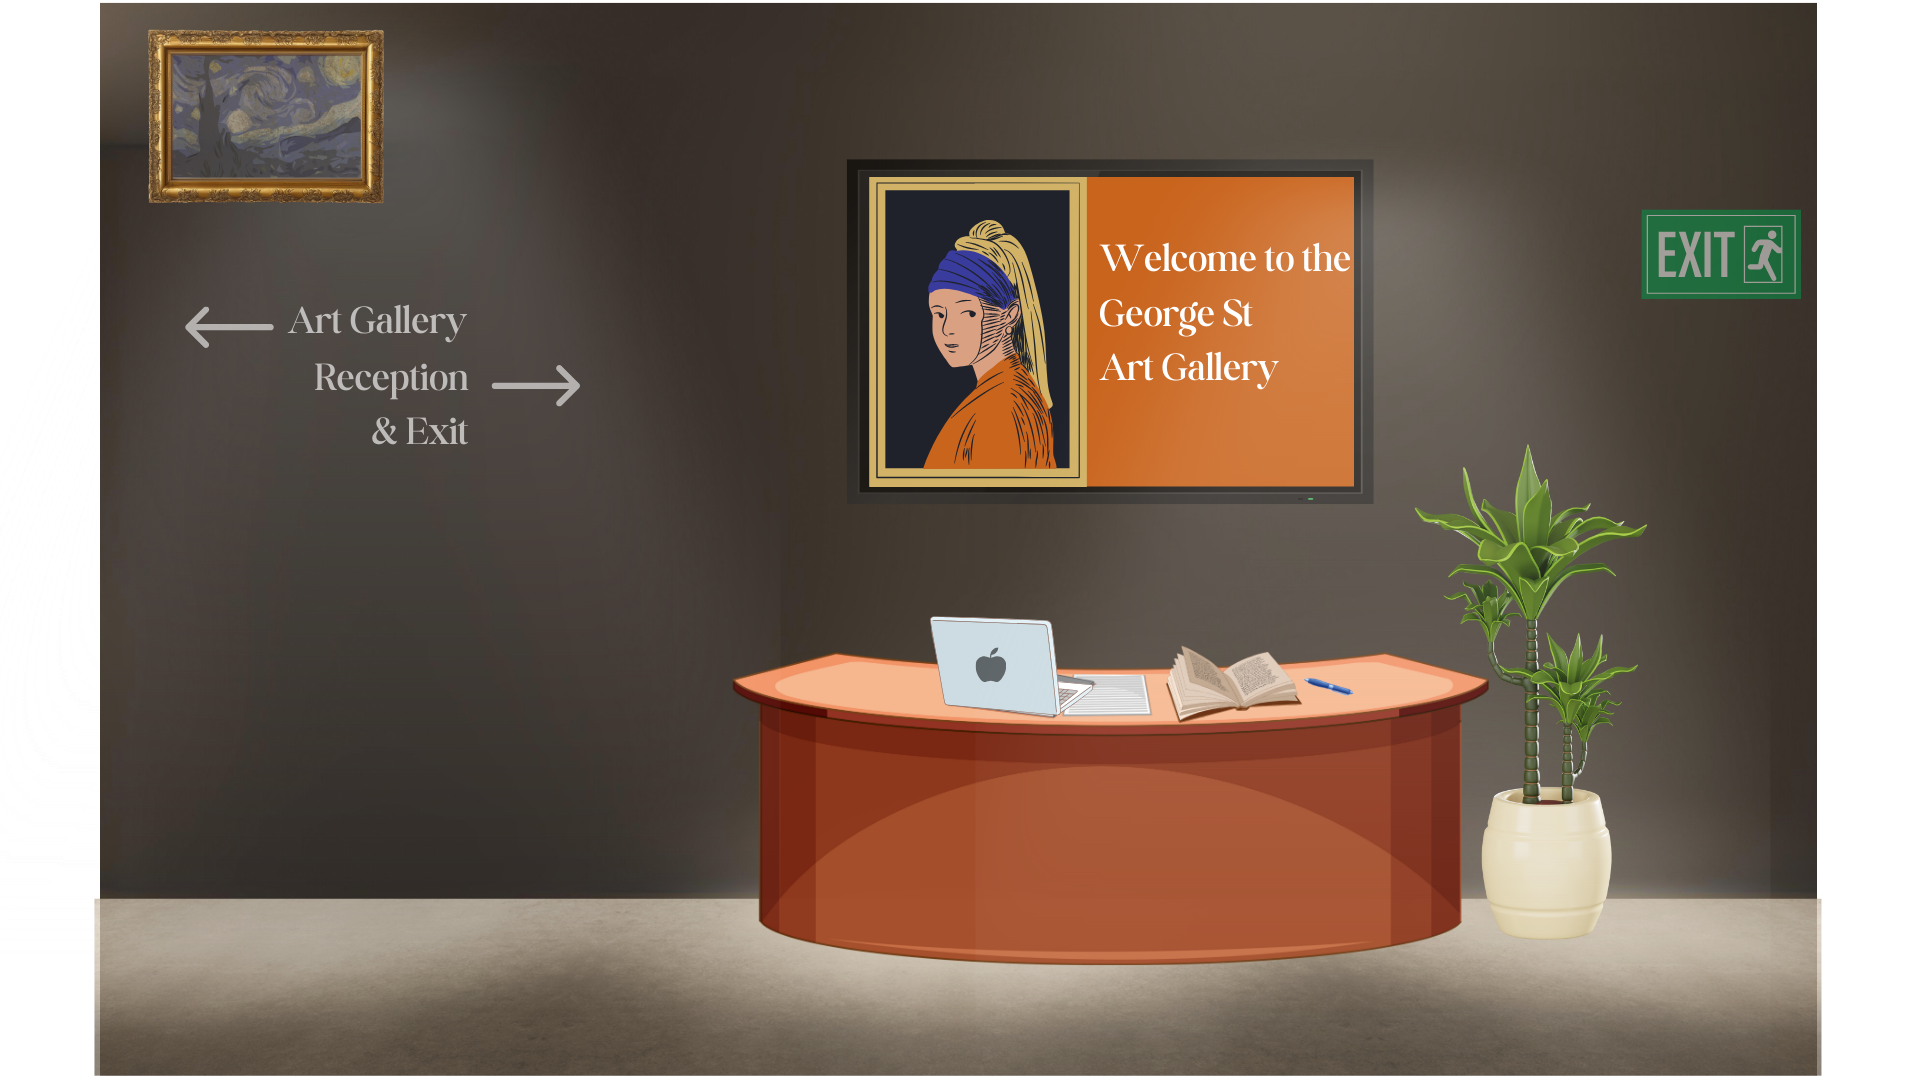 Art Gallery
Reception
& Exit
Welcome to the
George St
Art Gallery
EXIT